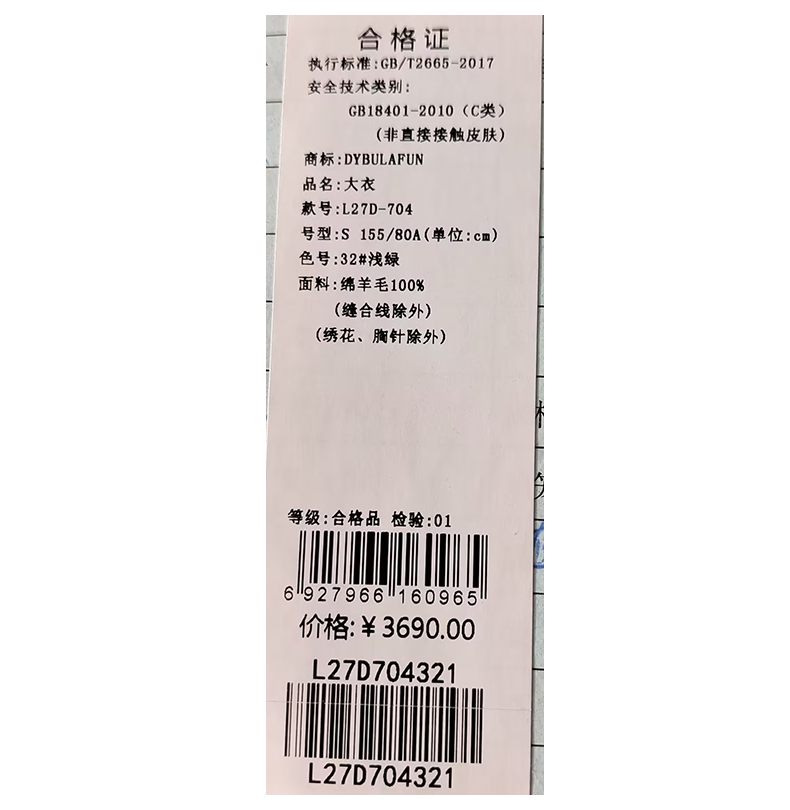 合格证
执行标准:GB/T2665-2017
安全技术类别:
GB18401-2010（C类）
(非直接接触皮肤)
商标:DYBULAFUN
品名:大衣
款号:L27D-704
号型:S 155/80A(单位:cm)
色号:32#浅绿
面料:绵羊毛100%
(缝合线除外)
(绣花、胸针除外)
等级:合格品 检验:01
6 927966 160965
价格:￥3690.00
L27D704321
L27D704321